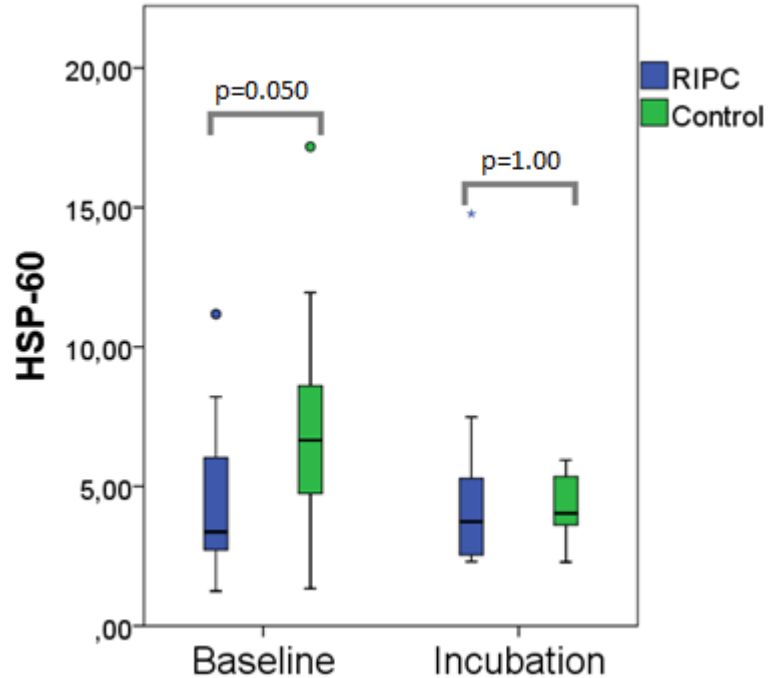 HSP-60
20,00
15,00
10,00
5,00
,00
p=0.050
p=1.00
Baseline
Incubation
RIPC
Control